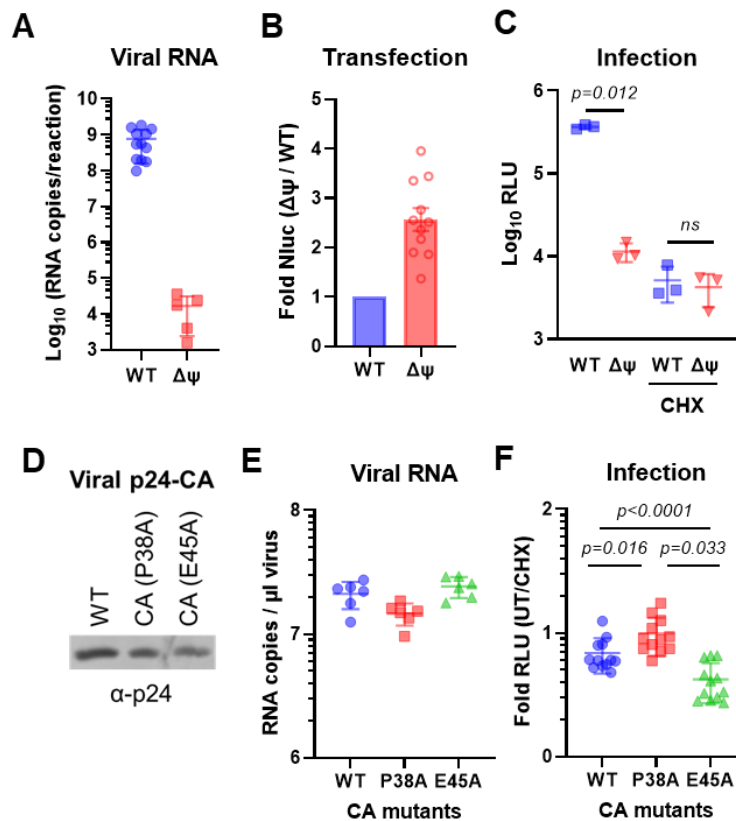 A
Viral RNA
Log10 (RNA copies/reaction)
10
9
8
7
6
5
4
3
WT
Δψ
B
Transfection
Fold Nluc (Δψ / WT)
5
4
3
2
1
0
WT
Δψ
C
Infection
Log10 RLU
6
5
4
3
p=0.012
ns
WT
Δψ
WT
Δψ
CHX
D
Viral p24-CA
WT
CA (P38A)
CA (E45A)
α-p24
E
Viral RNA
RNA copies / µl virus
8
7
6
WT
P38A
E45A
CA mutants
F
Infection
Fold RLU (UT/CHX)
2
1
0
p<0.0001
p=0.016
p=0.033
WT
P38A
E45A
CA mutants